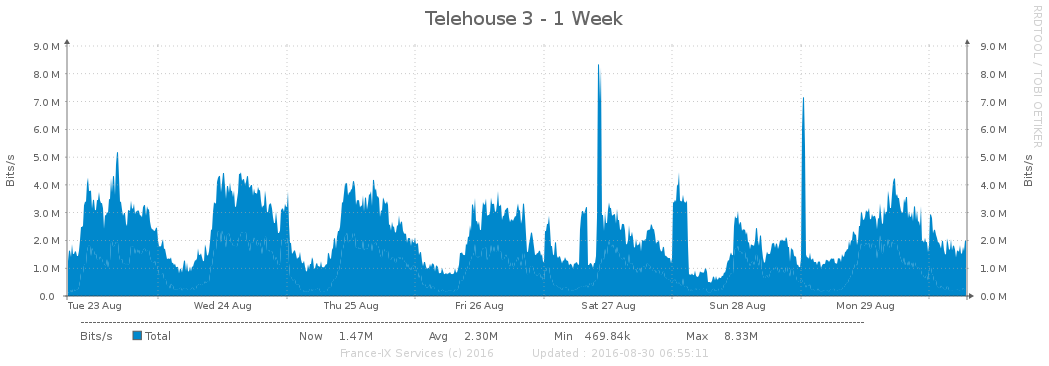 Telehouse 3 - 1 Week
RRDTOOL / TOBI OETIKER
Bits/s
9.0 M 9.0 M
8.0 M 8.0 M
7.0 M 7.0 M
6.0 M 6.0 M
5.0 M 5.0 M
4.0 M 4.0 M
3.0 M 3.0 M
2.0 M 2.0 M
1.0 M 1.0 M
0.0 0.0 M
Bits/s
Tue 23 Aug Wed 24 Aug Thu 25 Aug Fri 26 Aug Sat 27 Aug Sun 28 Aug Mon 29 Aug
Bits/s Total Now 1.47M Avg 2.30M Min 469.84k Max 8.33M
France-IX Services (c) 2016 Updated : 2016-08-30 06:55:11